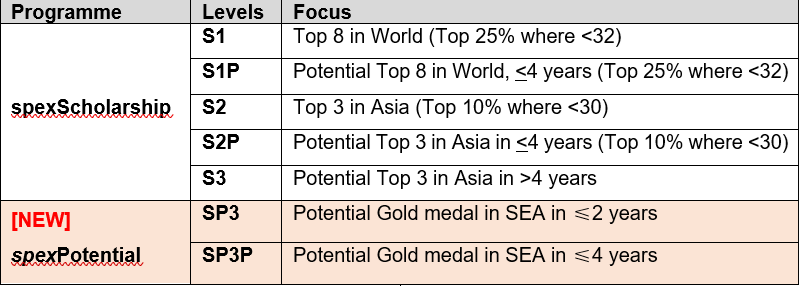 Programme Levels Focus
S1 Top 8 in World (Top 25% where <32)
S1P Potential Top 8 in World, <4 years (Top 25% where <32)
spexScholarship S2 Top 3 in Asia (Top 10% where <30)
S2P Potential Top 3 in Asia in <4 years (Top 10% where <30)
S3 Potential Top 3 in Asia in >4 years
[NEW] SP3 Potential Gold medal in SEA in ⩽2 years
spexPotential SP3P Potential Gold medal in SEA in ⩽4 years